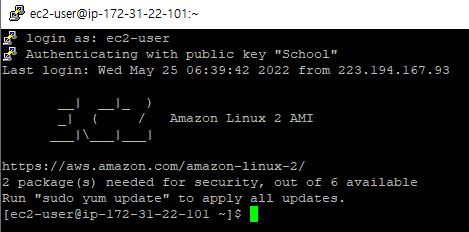 ec2-user@ip-172-31-22-101:~
login as: ec2-user
Authenticating with public key "School"
Last login: Wed May 25 06:39:42 2022 from 223.194.167.93
__|  __|_  )
_|  (     /   Amazon Linux 2 AMI
___|\___|___|
https://aws.amazon.com/amazon-linux-2/
2 package(s) needed for security, out of 6 available
Run "sudo yum update" to apply all updates.
[ec2-user@ip-172-31-22-101 ~]$